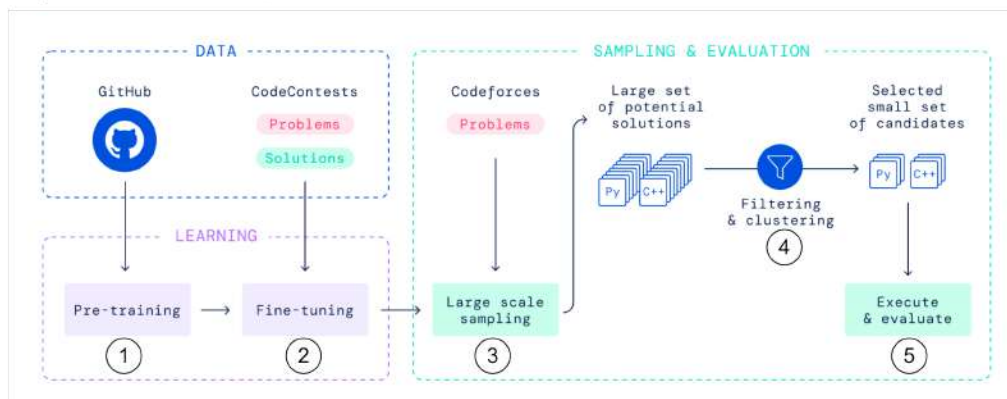 DATA
GitHub
CodeContests
Problems
Solutions
LEARNING
Pre-training
1
Fine-tuning
2
SAMPLING & EVALUATION
Codeforces
Problems
Large scale
sampling
3
Large set
of potential
solutions
Py
C++
Filtering
& clustering
4
Selected
small set
of candidates
Py
C++
Execute
& evaluate
5